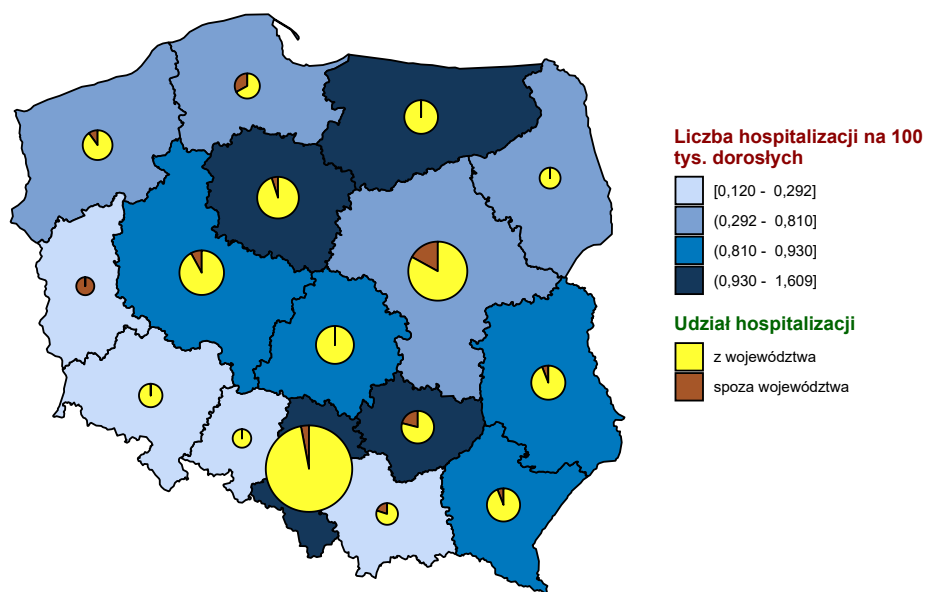 Liczba hospitalizacji na 100
tys. dorosłych
[0,120 - 0,292]
(0,292 - 0,810]
(0,810 - 0,930]
(0,930 - 1,609]
Udział hospitalizacji
z województwa
spoza województwa